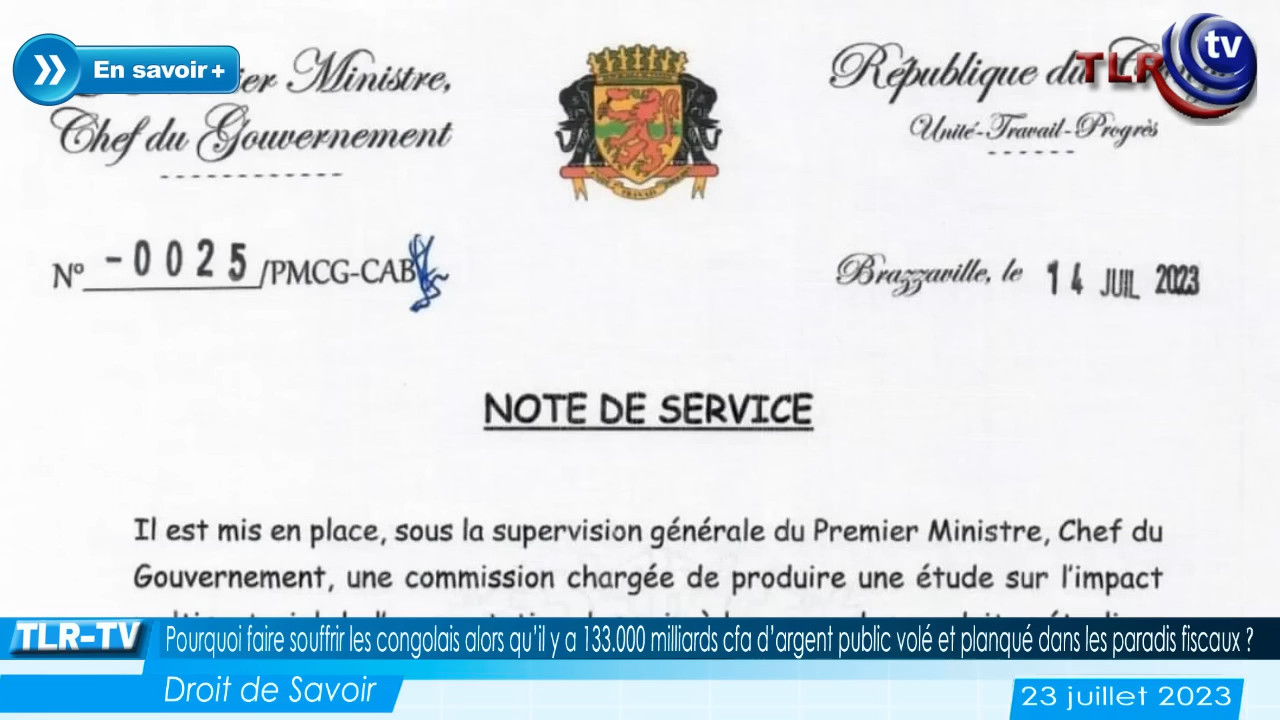 En savoir +
Ministre,
Chef du Gouvernement
République du
Unité-Travail-Progrès
TLR tv
N° -0025/PMCG-CAB
Brazzaville, le 14 JUIL 2023
NOTE DE SERVICE
Il est mis en place, sous la supervision générale du Premier Ministre, Chef du
Gouvernement, une commission chargée de produire une étude sur l'impact
TLR-TV
Pourquoi faire souffrir les congolais alors qu'il y a 133.000 milliards cfa d'argent public volé et planqué dans les paradis fiscaux ?
Droit de Savoir
23 juillet 2023